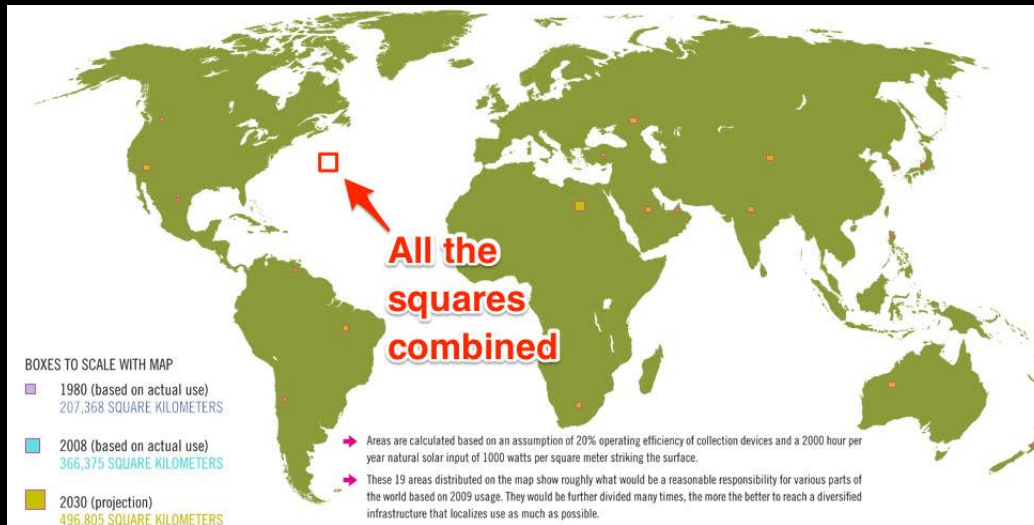 All the
squares
combined
BOXES TO SCALE WITH MAP
1980 (based on actual use)
207,368 SQUARE KILOMETERS
2008 (based on actual use)
366,375 SQUARE KILOMETERS
2030 (projection)
496,805 SQUARE KILOMETERS
Areas are calculated based on an assumption of 20% operating efficiency of collection devices and a 2000 hour per
year natural solar input of 1000 watts per square meter striking the surface.
These 19 areas distributed on the map show roughly what would be a reasonable responsibility for various parts of
the world based on 2009 usage. They would be further divided many times, the more the better to reach a diversified
infrastructure that localizes use as much as possible.